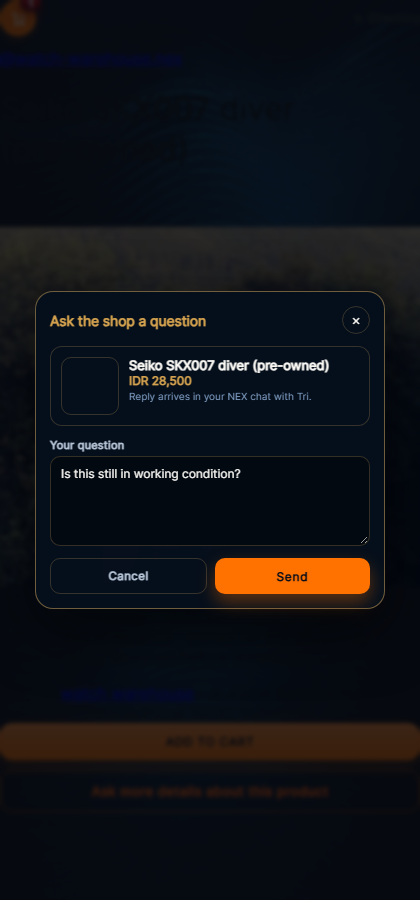 diver
Ask the shop a question
×
Seiko SKX007 diver (pre-owned)
IDR 28,500
Reply arrives in your NEX chat with Tri.
Your question
Is this still in working condition?
Cancel
Send
ADD TO CART
Ask more details about this product